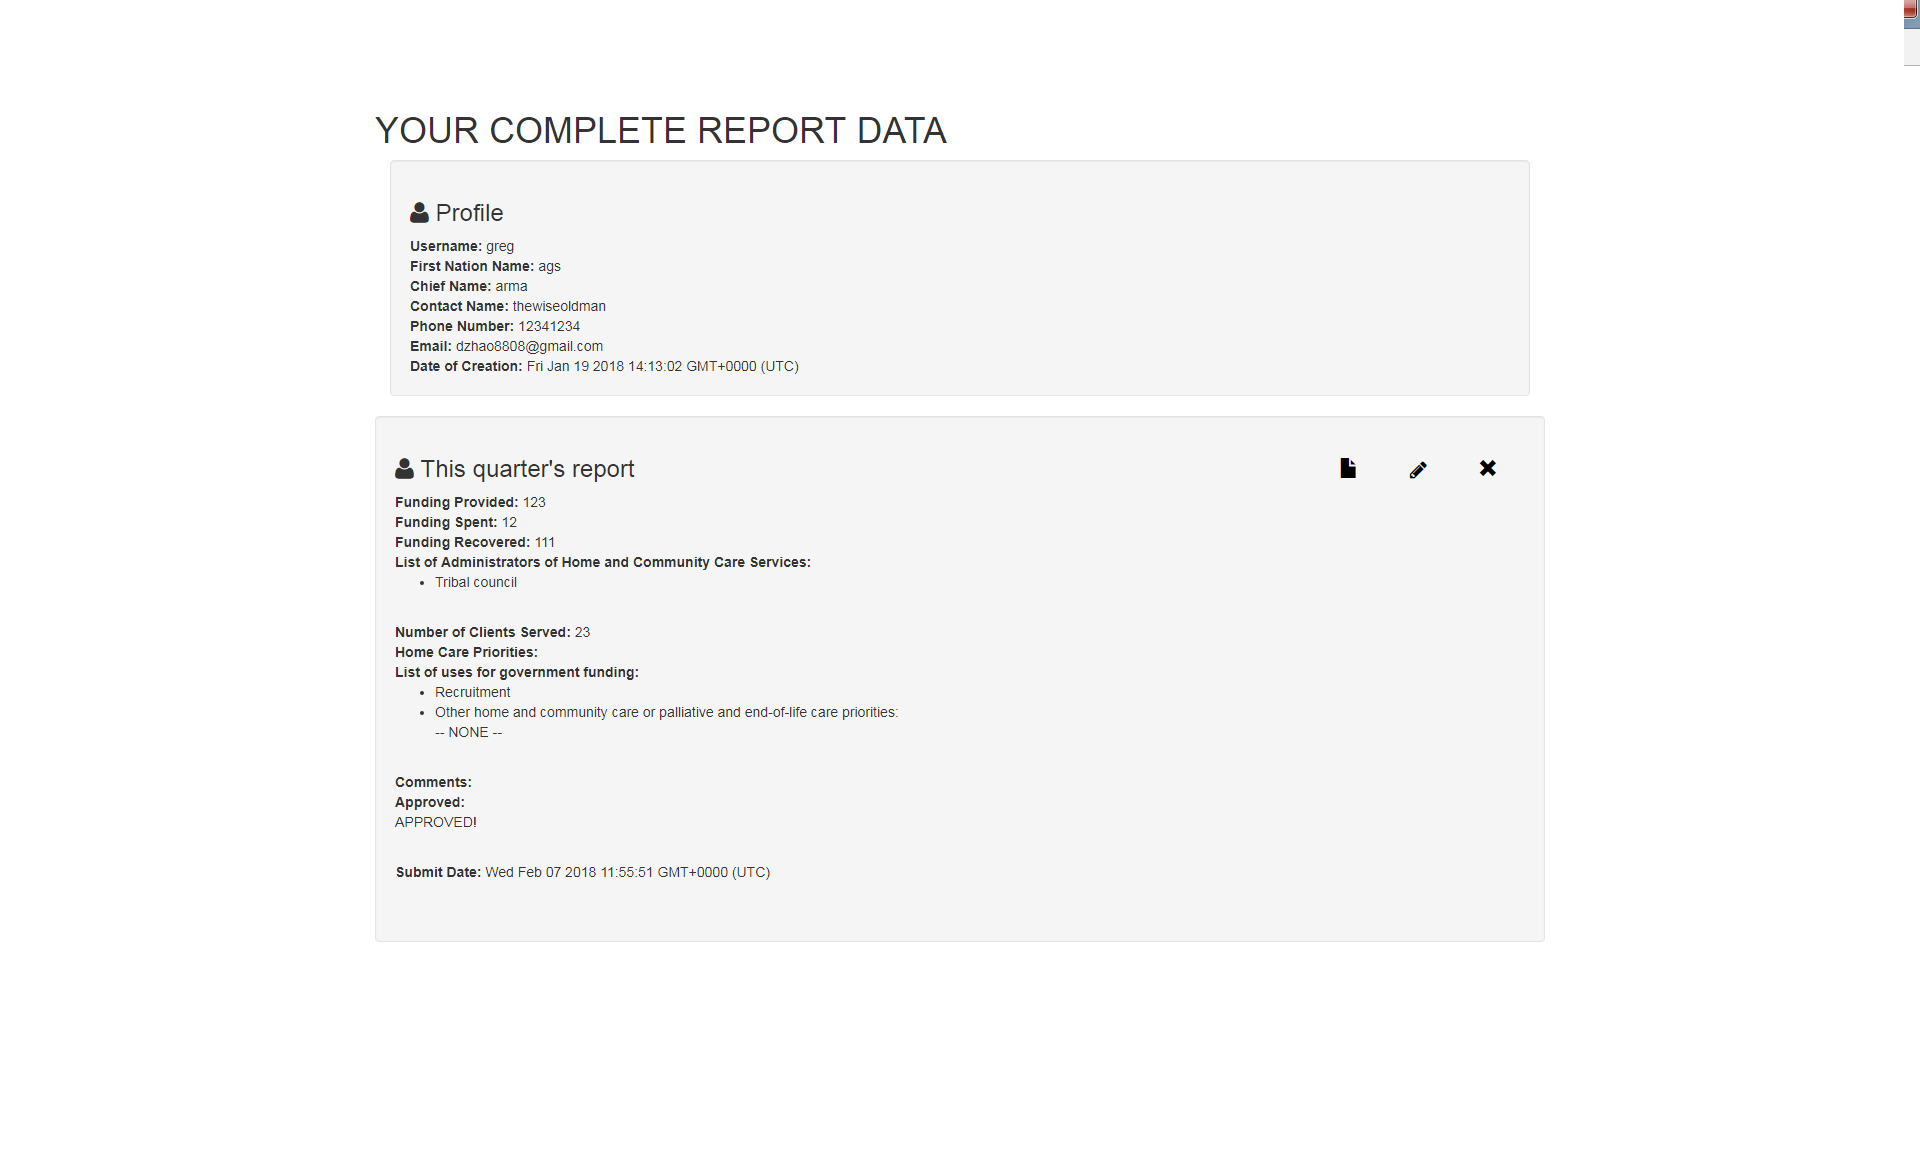 YOUR COMPLETE REPORT DATA
Profile
Username: greg
First Nation Name: ags
Chief Name: arma
Contact Name: thewiseoldman
Phone Number: 12341234
Email: dzhao8808@gmail.com
Date of Creation: Fri Jan 19 2018 14:13:02 GMT+0000 (UTC)
This quarter's report
Funding Provided: 123
Funding Spent: 12
Funding Recovered: 111
List of Administrators of Home and Community Care Services:
• Tribal council
Number of Clients Served: 23
Home Care Priorities:
List of uses for government funding:
• Recruitment
• Other home and community care or palliative and end-of-life care priorities:
-- NONE --
Comments:
Approved:
APPROVED!
Submit Date: Wed Feb 07 2018 11:55:51 GMT+0000 (UTC)